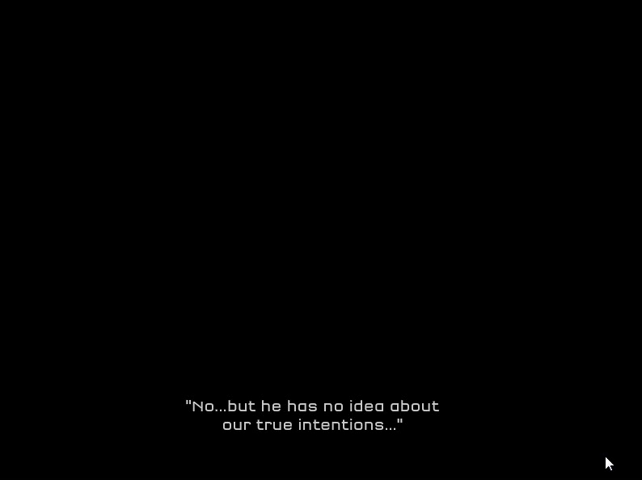 "No...but he has no idea about
our true intentions..."